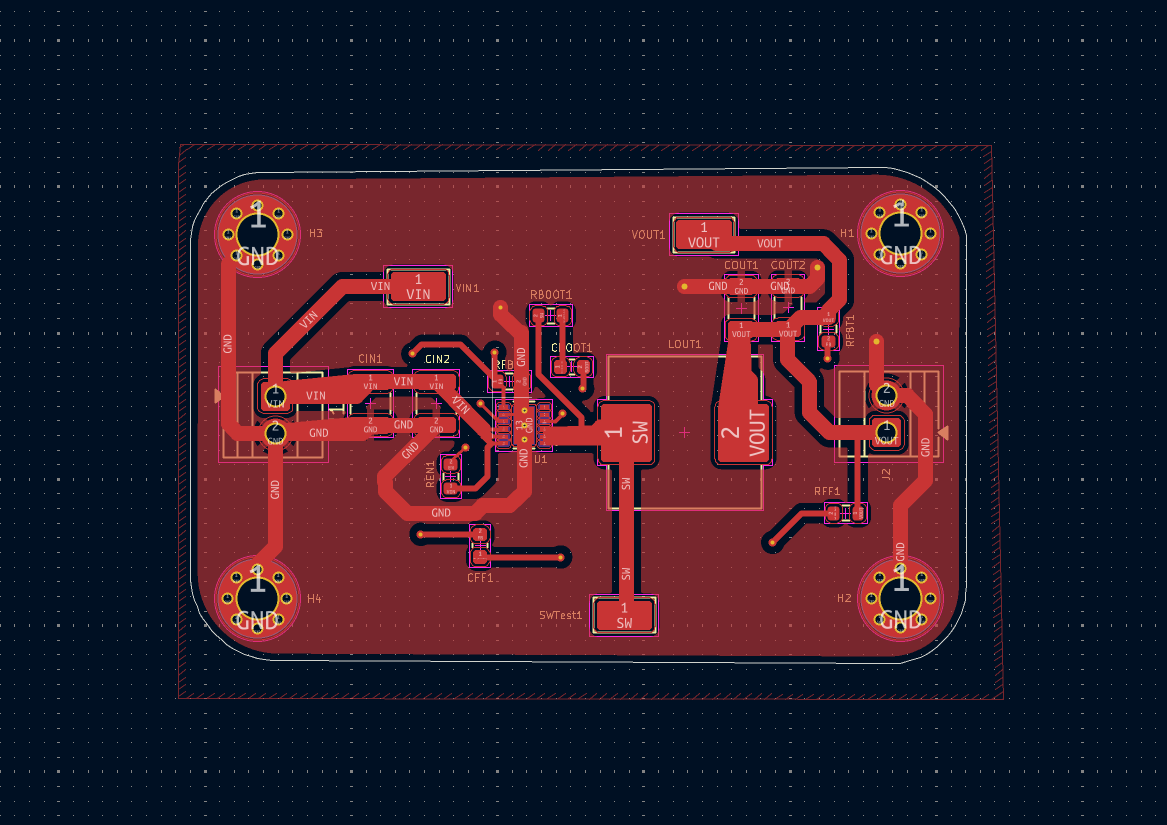 1
GND
H3
1
GND
H1
VOUT1
1
VOUT
VOUT
COUT1
COUT2
2
GND
GND
GND
VIN
1
VIN
VIN1
RBOOT1
VIN
GND
1
VOUT
1
VOUT
RFBT1
LOUT1
GND
CIN1
CIN2
1
VIN
VIN
1
VIN
VIN
1
VIN
VIN
2
GND
GND
2
GND
GND
2
GND
GND
GND
U1
1
SW
2
VOUT
2
GND
1
VOUT
GND
J2
REN1
GND
GND
SW
RFF1
CFF1
GND
SW
1
GND
H4
SWTest1
1
SW
H2
1
GND